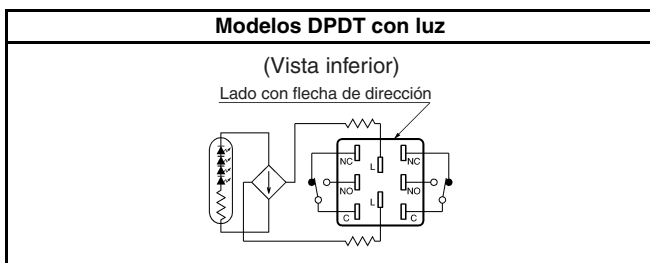 Modelos DPDT con luz
(Vista inferior)
Lado con flecha de dirección
NC NC
L
NO NO
L
C C